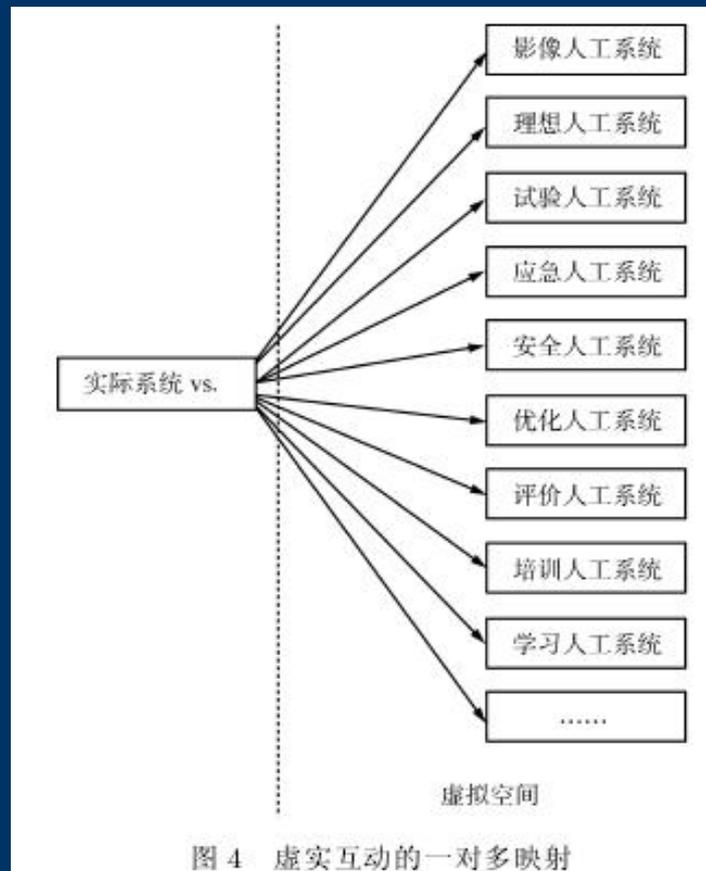 影像人工系统
理想人工系统
试验人工系统
应急人工系统
安全人工系统
实际系统 vs.
优化人工系统
评价人工系统
培训人工系统
学习人工系统
……
虚拟空间
图 4 虚实互动的一对多映射